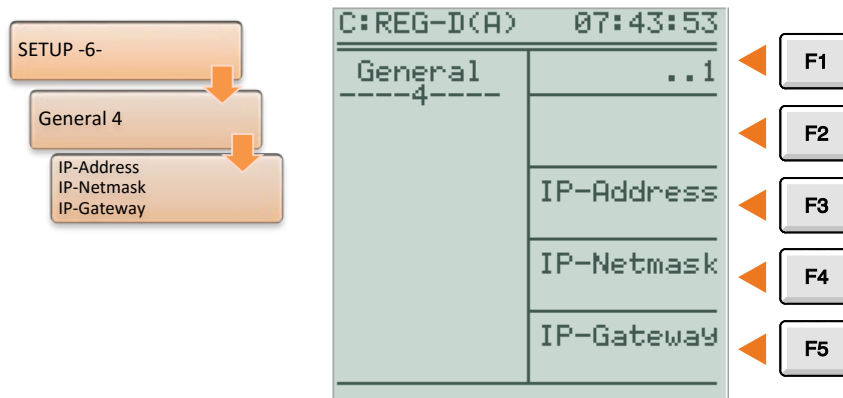 SETUP -6-
General 4
IP-Address
IP-Netmask
IP-Gateway
C:REG-D(A) 07:43:53
General
----4----
..1
F1
F2
IP-Address
F3
IP-Netmask
F4
IP-Gateway
F5